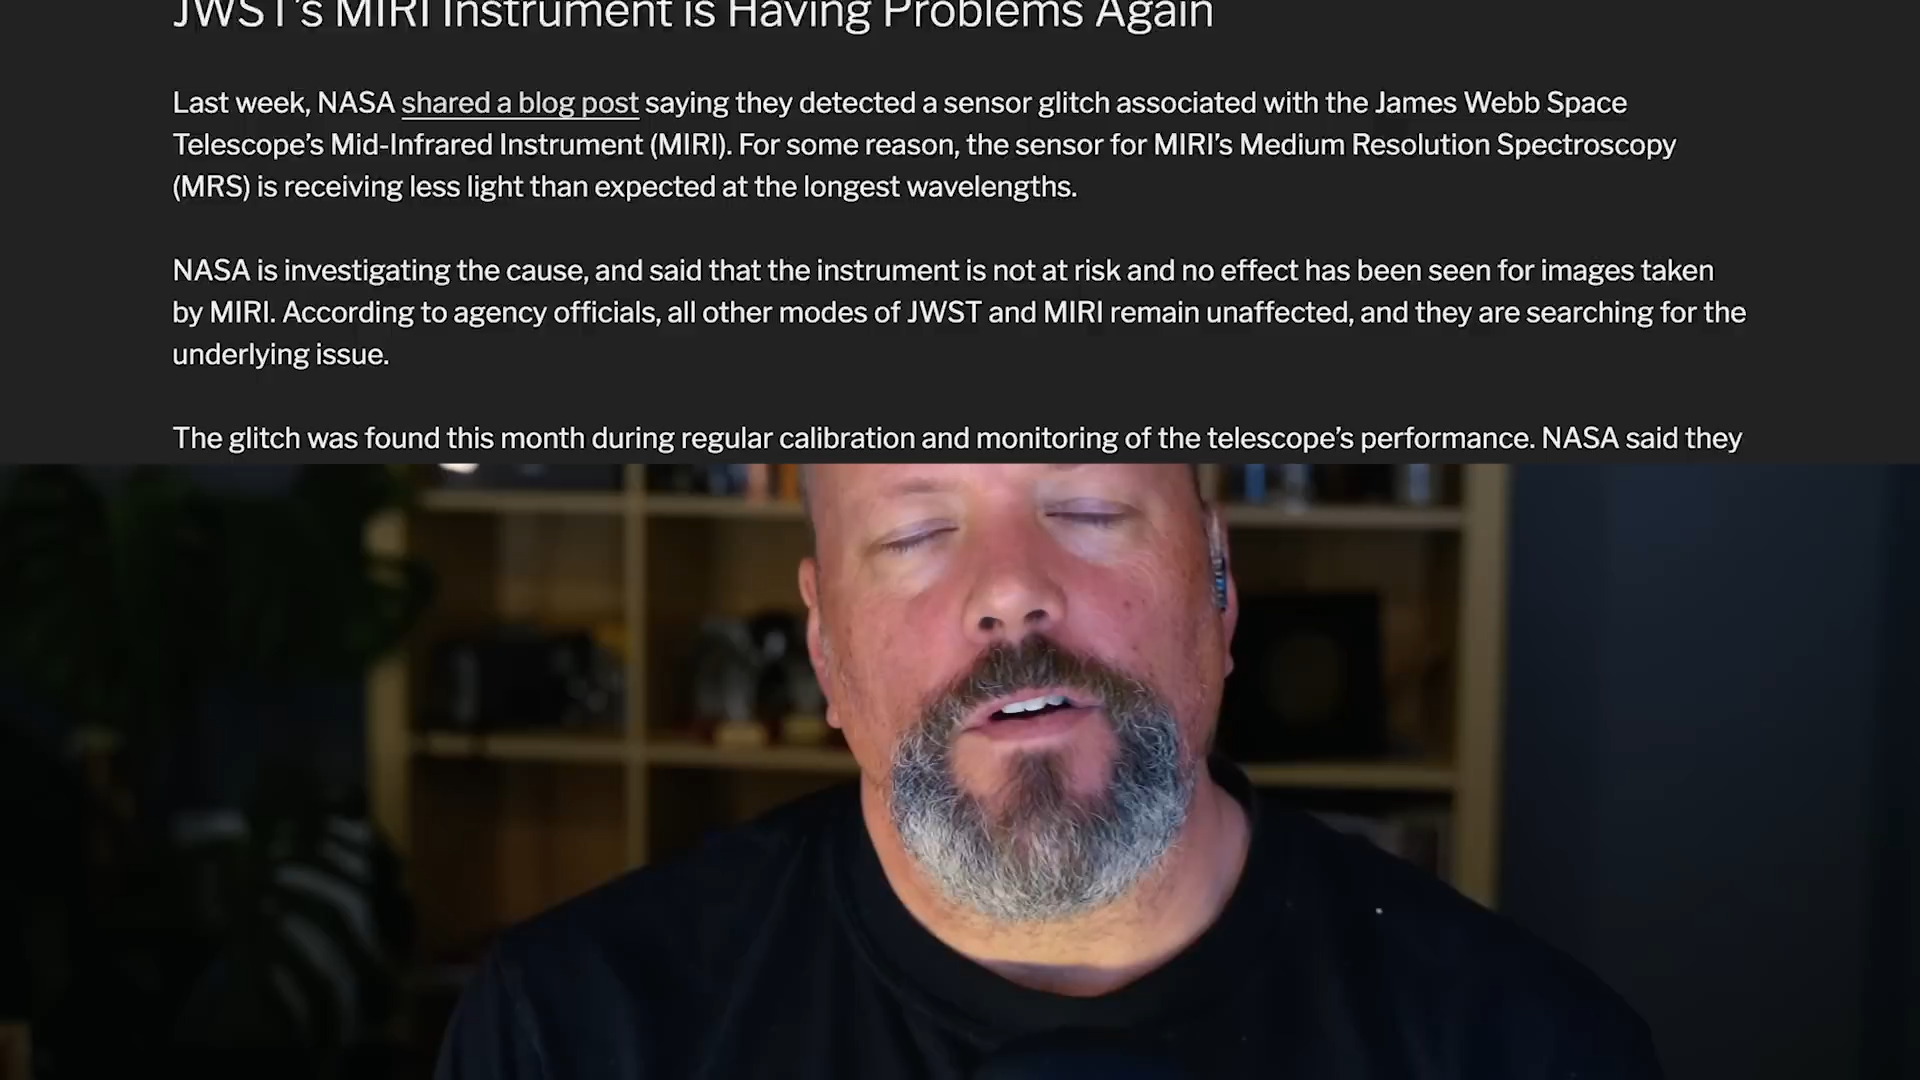 JWST's MIRI Instrument is Having Problems Again
Last week, NASA shared a blog post saying they detected a sensor glitch associated with the James Webb Space
Telescope's Mid-Infrared Instrument (MIRI). For some reason, the sensor for MIRI's Medium Resolution Spectroscopy
(MRS) is receiving less light than expected at the longest wavelengths.
NASA is investigating the cause, and said that the instrument is not at risk and no effect has been seen for images taken
by MIRI. According to agency officials, all other modes of JWST and MIRI remain unaffected, and they are searching for the
underlying issue.
The glitch was found this month during regular calibration and monitoring of the telescope's performance. NASA said they